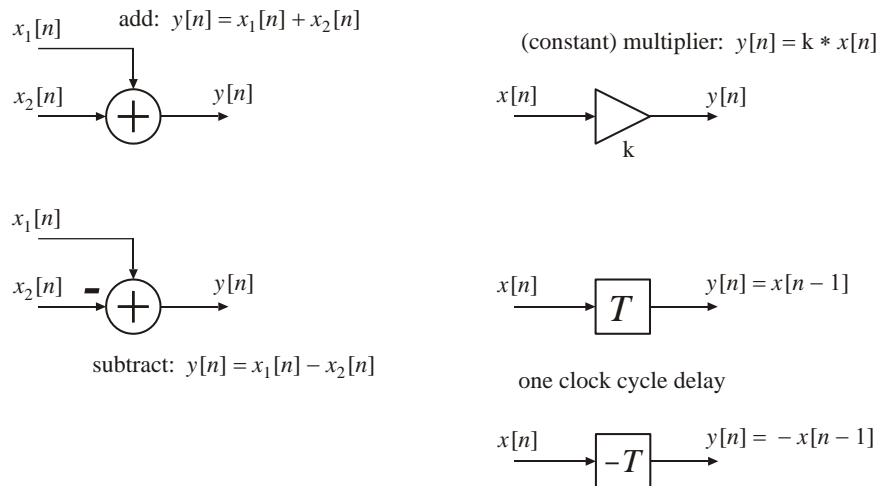 x₁[n]
add: y[n] = x₁[n] + x₂[n]
x₂[n]
y[n]
+
(constant) multiplier: y[n] = k ∗ x[n]
x[n]
y[n]
k
x₁[n]
x₂[n]
-
y[n]
+
subtract: y[n] = x₁[n] − x₂[n]
x[n]
T
y[n] = x[n − 1]
one clock cycle delay
x[n]
−T
y[n] = − x[n − 1]